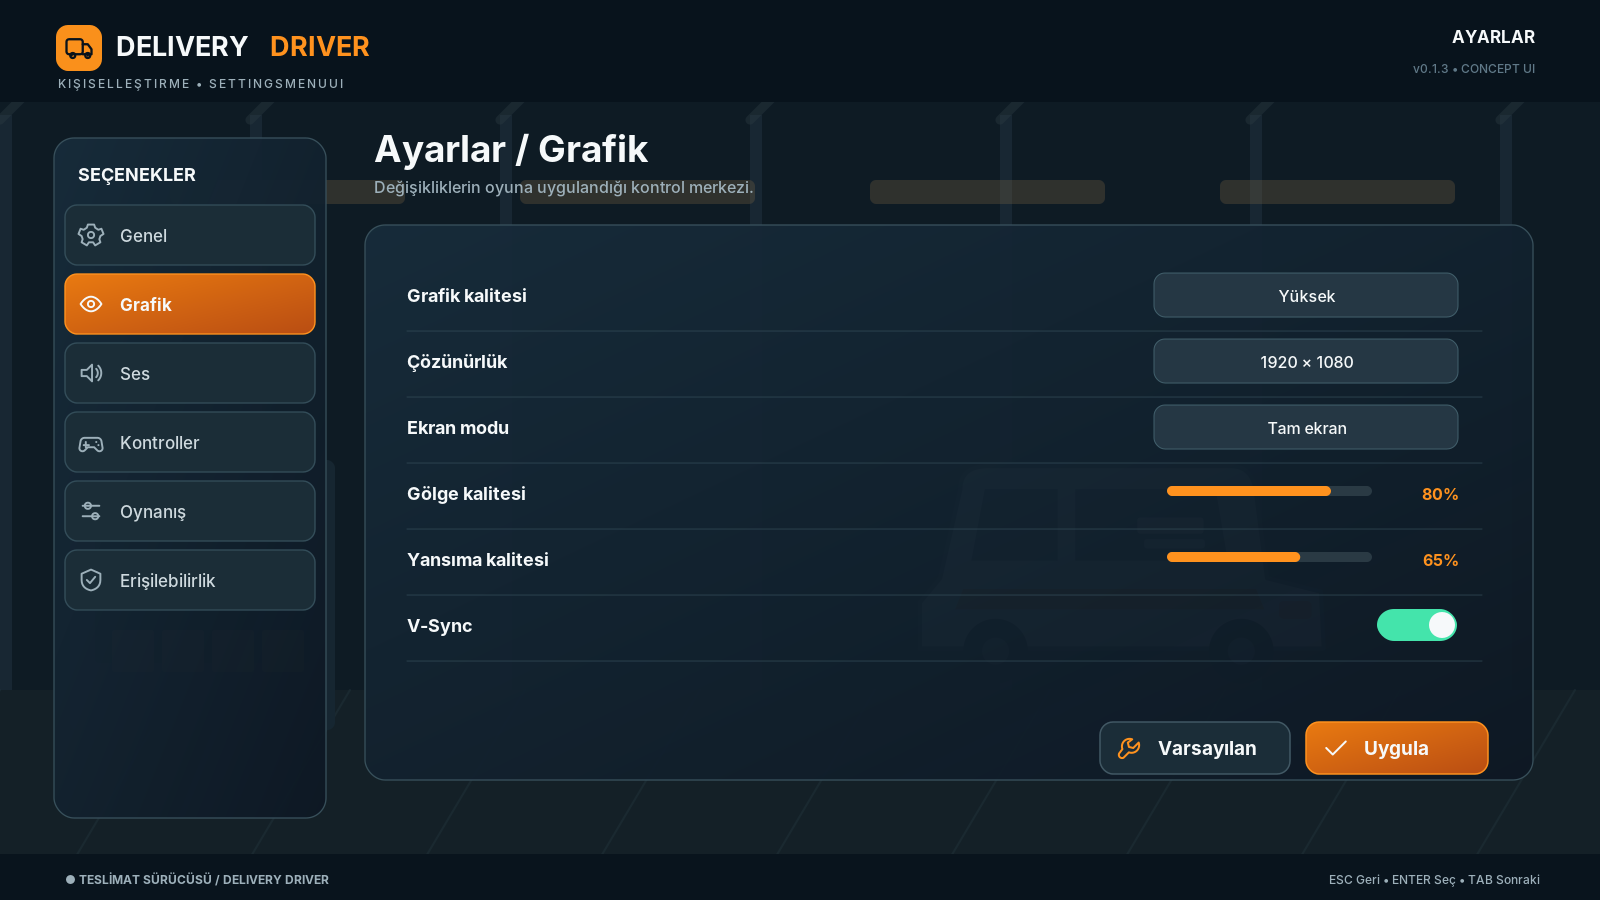 DELIVERY DRIVER
KIŞISELLEŞTIRME • SETTINGSMENUUI
AYARLAR
v0.1.3 • CONCEPT UI
SEÇENEKLER
Genel
Grafik
Ses
Kontroller
Oynanış
Erişilebilirlik
Ayarlar / Grafik
Değişikliklerin oyuna uygulandığı kontrol merkezi.
Grafik kalitesi Yüksek
Çözünürlük 1920 × 1080
Ekran modu Tam ekran
Gölge kalitesi 80%
Yansıma kalitesi 65%
V-Sync
Varsayılan Uygula
TESLİMAT SÜRÜCÜSÜ / DELIVERY DRIVER
ESC Geri • ENTER Seç • TAB Sonraki